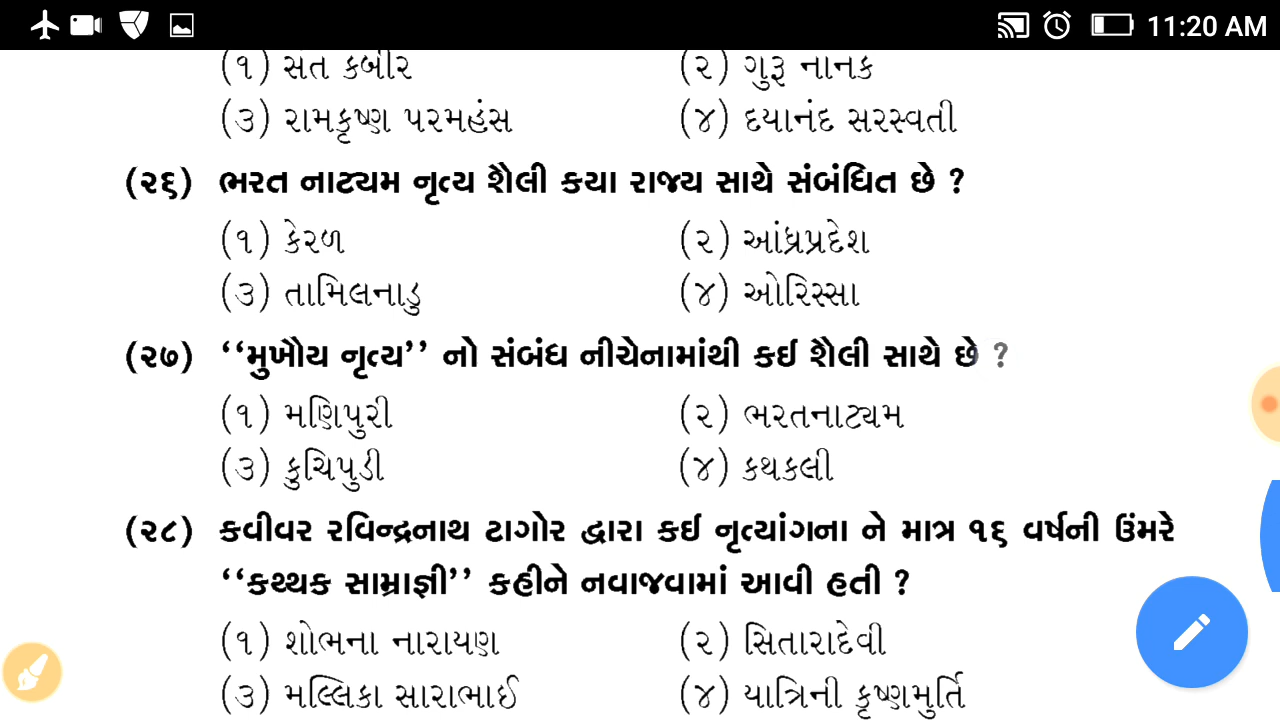 11:20 AM
(૧) સંત કબીર (૨) ગુરૂ નાનક
(૩) રામકૃષ્ણ પરમહંસ (૪) દયાનંદ સરસ્વતી
(૨૬) ભરત નાટ્યમ નૃત્ય શૈલી કયા રાજ્ય સાથે સંબંધિત છે ?
(૧) કેરળ (૨) આંધ્રપ્રદેશ
(૩) તામિલનાડુ (૪) ઓરિસ્સા
(૨૭) ‘‘મુખૌય નૃત્ય’’ નો સંબંધ નીચેનામાંથી કઈ શૈલી સાથે છે ?
(૧) મણિપુરી (૨) ભરતનાટ્યમ
(૩) કુચિપુડી (૪) કથકલી
(૨૮) કવીવર રવિન્દ્રનાથ ટાગોર દ્વારા કઈ નૃત્યાંગના ને માત્ર ૧૬ વર્ષની ઉંમરે
‘‘કથ્થક સામ્રાજ્ઞી’’ કહીને નવાજવામાં આવી હતી ?
(૧) શોભના નારાયણ (૨) સિતારાદેવી
(૩) મલ્લિકા સારાભાઈ (૪) યાત્રિની કૃષ્ણમુર્તિ